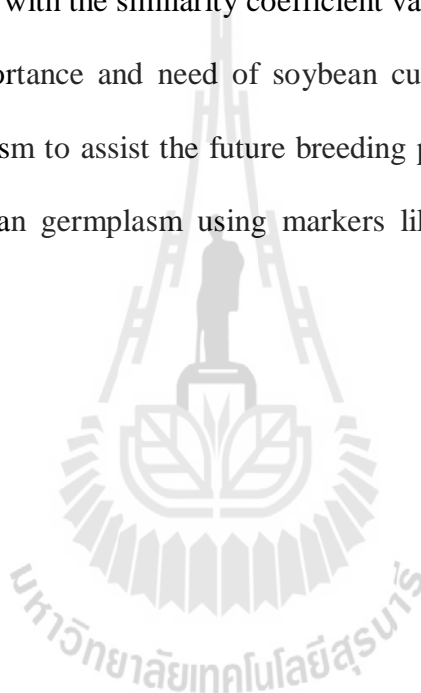 with the similarity coefficient va
ortance and need of soybean cu
sm to assist the future breeding p
an germplasm using markers lik
มหาวิทยาลัยเทคโนโลยีสุรนารี